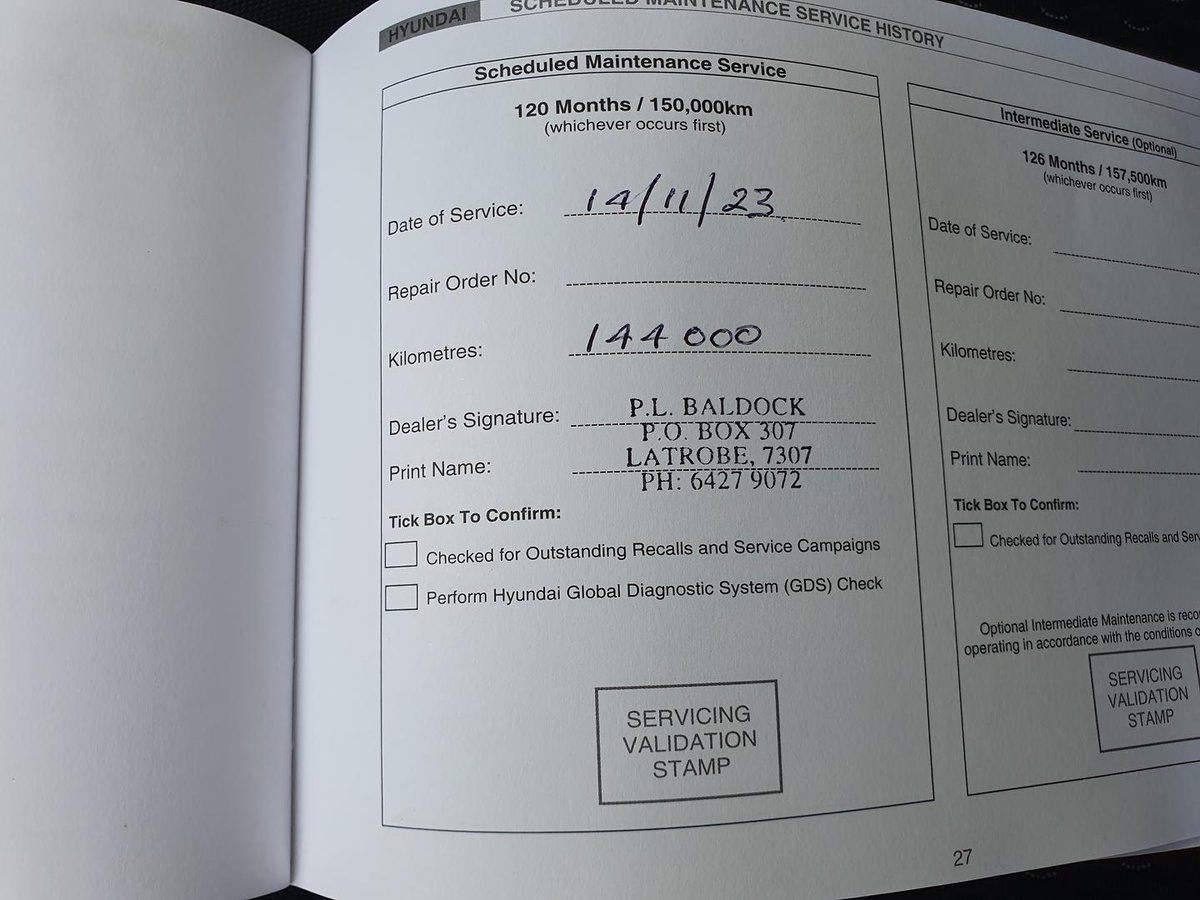 HYUNDAI
SCHEDULED MAINTENANCE SERVICE HISTORY
Scheduled Maintenance Service
120 Months / 150,000km
(whichever occurs first)
Date of Service: 14/11/23
Repair Order No:
Kilometres: 144 000
Dealer's Signature: P.L. BALDOCK
P.O. BOX 307
Print Name: LATROBE, 7307
PH: 6427 9072
Tick Box To Confirm:
Checked for Outstanding Recalls and Service Campaigns
Perform Hyundai Global Diagnostic System (GDS) Check
SERVICING
VALIDATION
STAMP
Intermediate Service (Optional)
126 Months / 157,500km
(whichever occurs first)
Date of Service:
Repair Order No:
Kilometres:
Dealer's Signature:
Print Name:
Tick Box To Confirm:
Checked for Outstanding Recalls and
Optional Intermediate Maintenance is
operating in accordance with the conditions
SERVICING
VALIDATION
STAMP
27